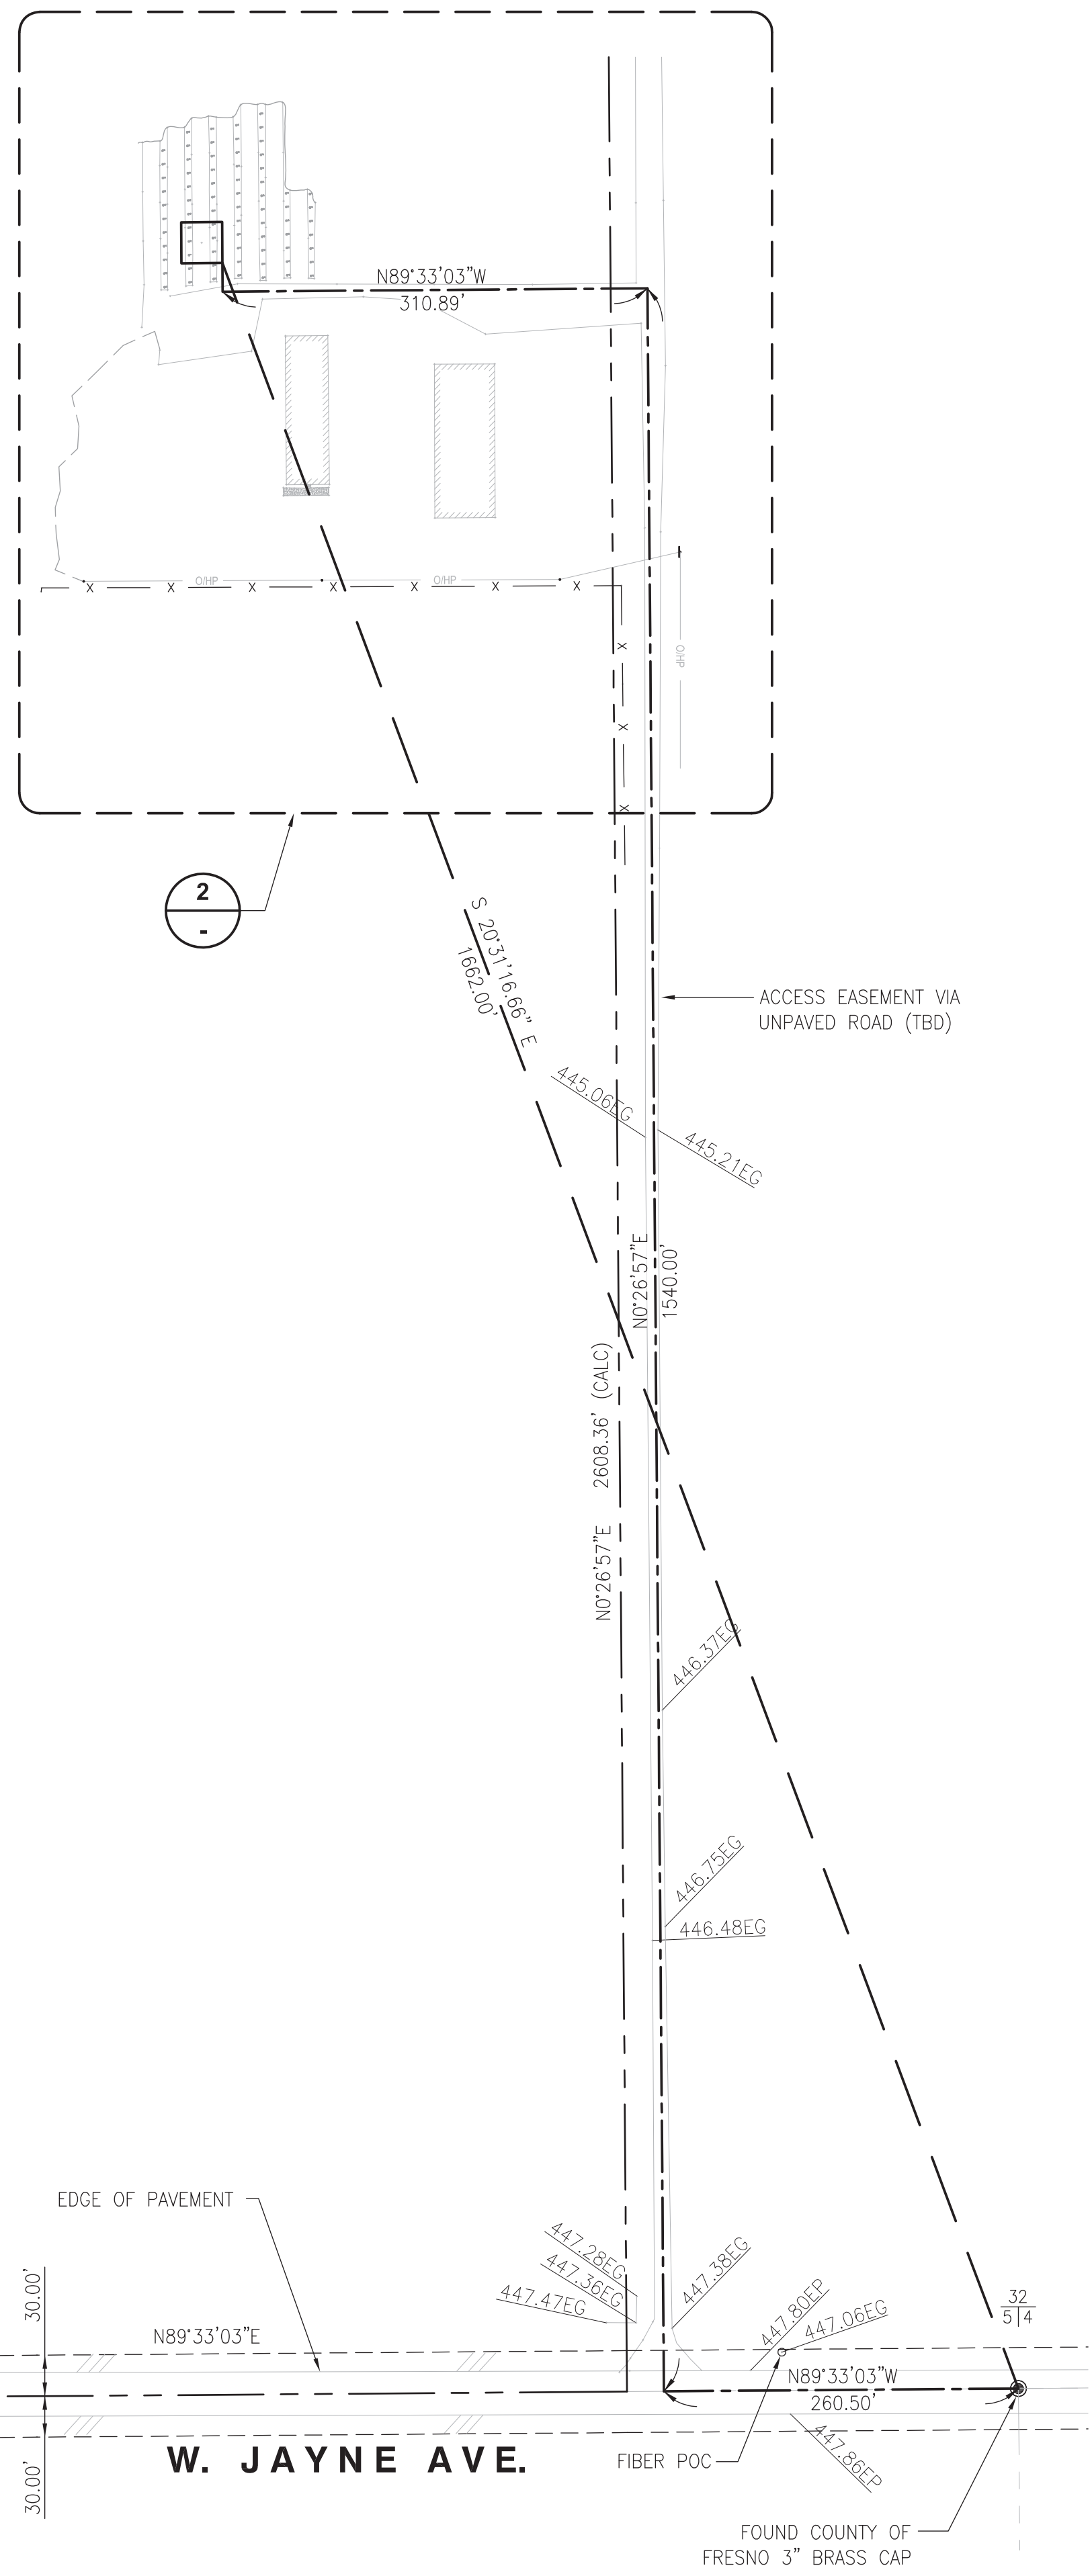 N89°33'03"W
310.89'
O/HP
O/HP
O/HP
X X X X X X X
X
X
X
2
-
S 20°31'16.66" E
1662.00'
ACCESS EASEMENT VIA
UNPAVED ROAD (TBD)
445.06EG
445.21EG
N0°26'57"E
1540.00'
N0°26'57"E 2608.36' (CALC)
446.37EG
446.75EG
446.48EG
EDGE OF PAVEMENT
447.28EG
447.36EG
447.47EG
447.38EG
447.80EP
447.06EG
32
5|4
30.00'
N89°33'03"E
N89°33'03"W
260.50'
30.00'
W. JAYNE AVE.
FIBER POC
447.86EP
FOUND COUNTY OF
FRESNO 3" BRASS CAP